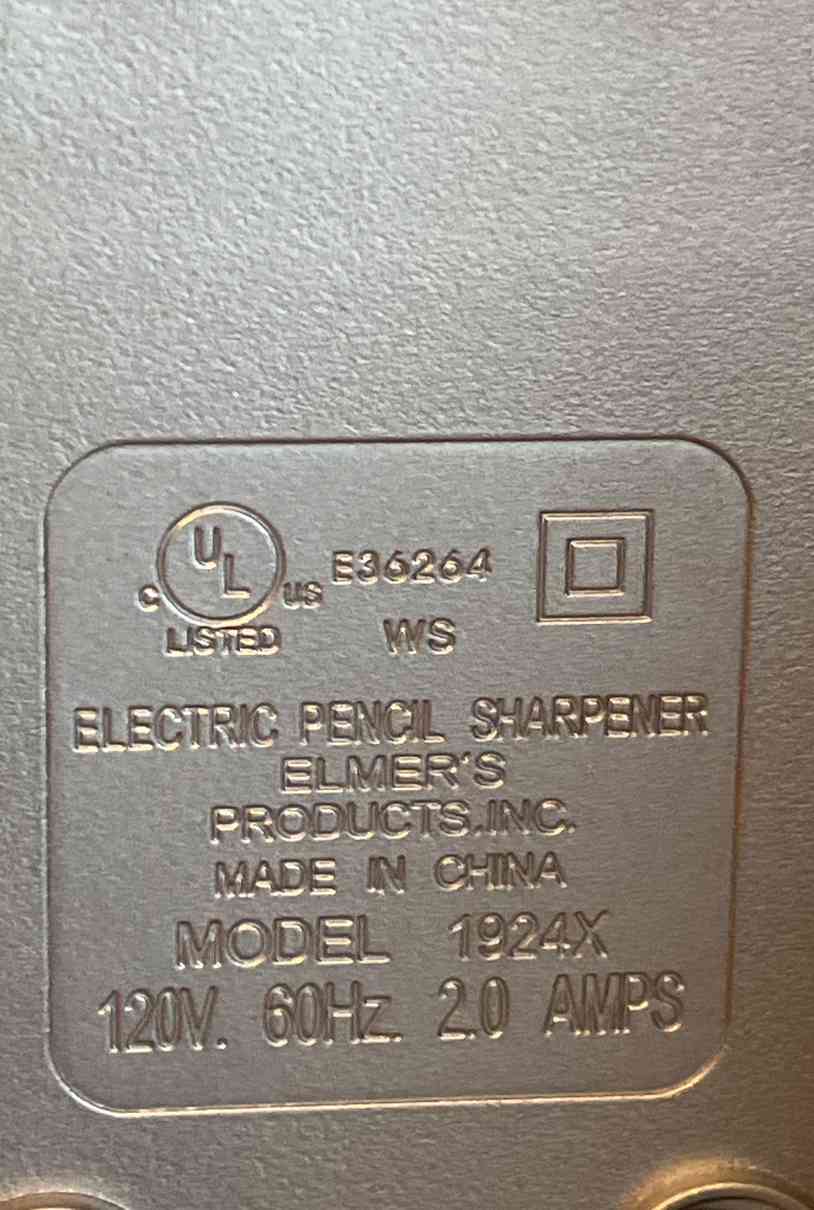 C UL US E36264
LISTED WS
ELECTRIC PENCIL SHARPENER
ELMER'S
PRODUCTS.INC.
MADE IN CHINA
MODEL 1924X
120V. 60Hz. 2.0 AMPS